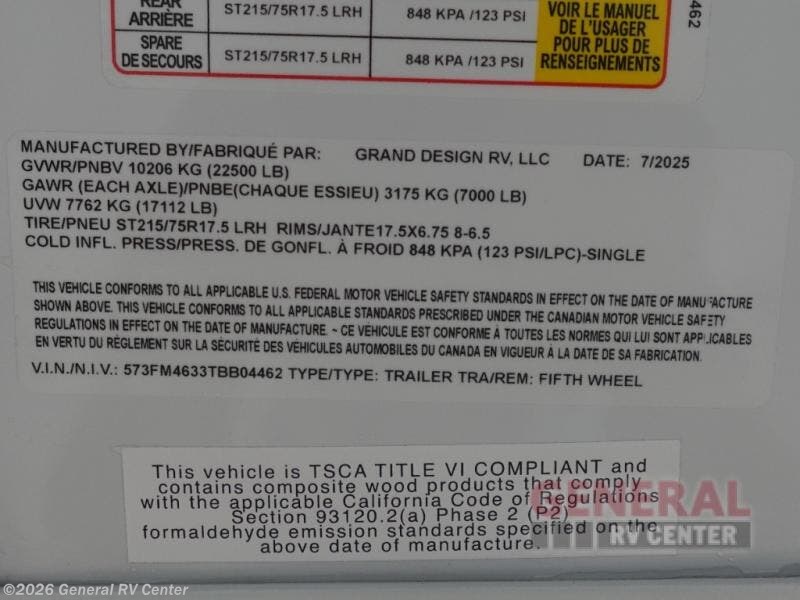 REAR
ARRIÈRE ST215/75R17.5 LRH 848 KPA /123 PSI
SPARE
DE SECOURS ST215/75R17.5 LRH 848 KPA /123 PSI
VOIR LE MANUEL
DE L'USAGER
POUR PLUS DE
RENSEIGNEMENTS
462
MANUFACTURED BY/FABRIQUÉ PAR: GRAND DESIGN RV, LLC DATE: 7/2025
GVWR/PNBV 10206 KG (22500 LB)
GAWR (EACH AXLE)/PNBE(CHAQUE ESSIEU) 3175 KG (7000 LB)
UVW 7762 KG (17112 LB)
TIRE/PNEU ST215/75R17.5 LRH RIMS/JANTE17.5X6.75 8-6.5
COLD INFL. PRESS/PRESS. DE GONFL. À FROID 848 KPA (123 PSI/LPC)-SINGLE
THIS VEHICLE CONFORMS TO ALL APPLICABLE U.S. FEDERAL MOTOR VEHICLE SAFETY STANDARDS IN EFFECT ON THE DATE OF MANUFACTURE
SHOWN ABOVE. THIS VEHICLE CONFORMS TO ALL APPLICABLE STANDARDS PRESCRIBED UNDER THE CANADIAN MOTOR VEHICLE SAFETY
REGULATIONS IN EFFECT ON THE DATE OF MANUFACTURE. ~ CE VÉHICULE EST CONFORME À TOUTES LES NORMES QUI LUI SONT APPLICABLES
EN VERTU DU RÈGLEMENT SUR LA SÉCURITÉ DES VÉHICULES AUTOMOBILES DU CANADA EN VIGUEUR À LA DATE DE SA FABRICATION.
V.I.N./N.I.V.: 573FM4633TBB04462 TYPE/TYPE: TRAILER TRA/REM: FIFTH WHEEL
This vehicle is TSCA TITLE VI COMPLIANT and
contains composite wood products that comply
with the applicable California Code of Regulations
Section 93120.2(a) Phase 2 (P2)
formaldehyde emission standards specified on the
above date of manufacture.
GENERAL
RV CENTER
©2026 General RV Center